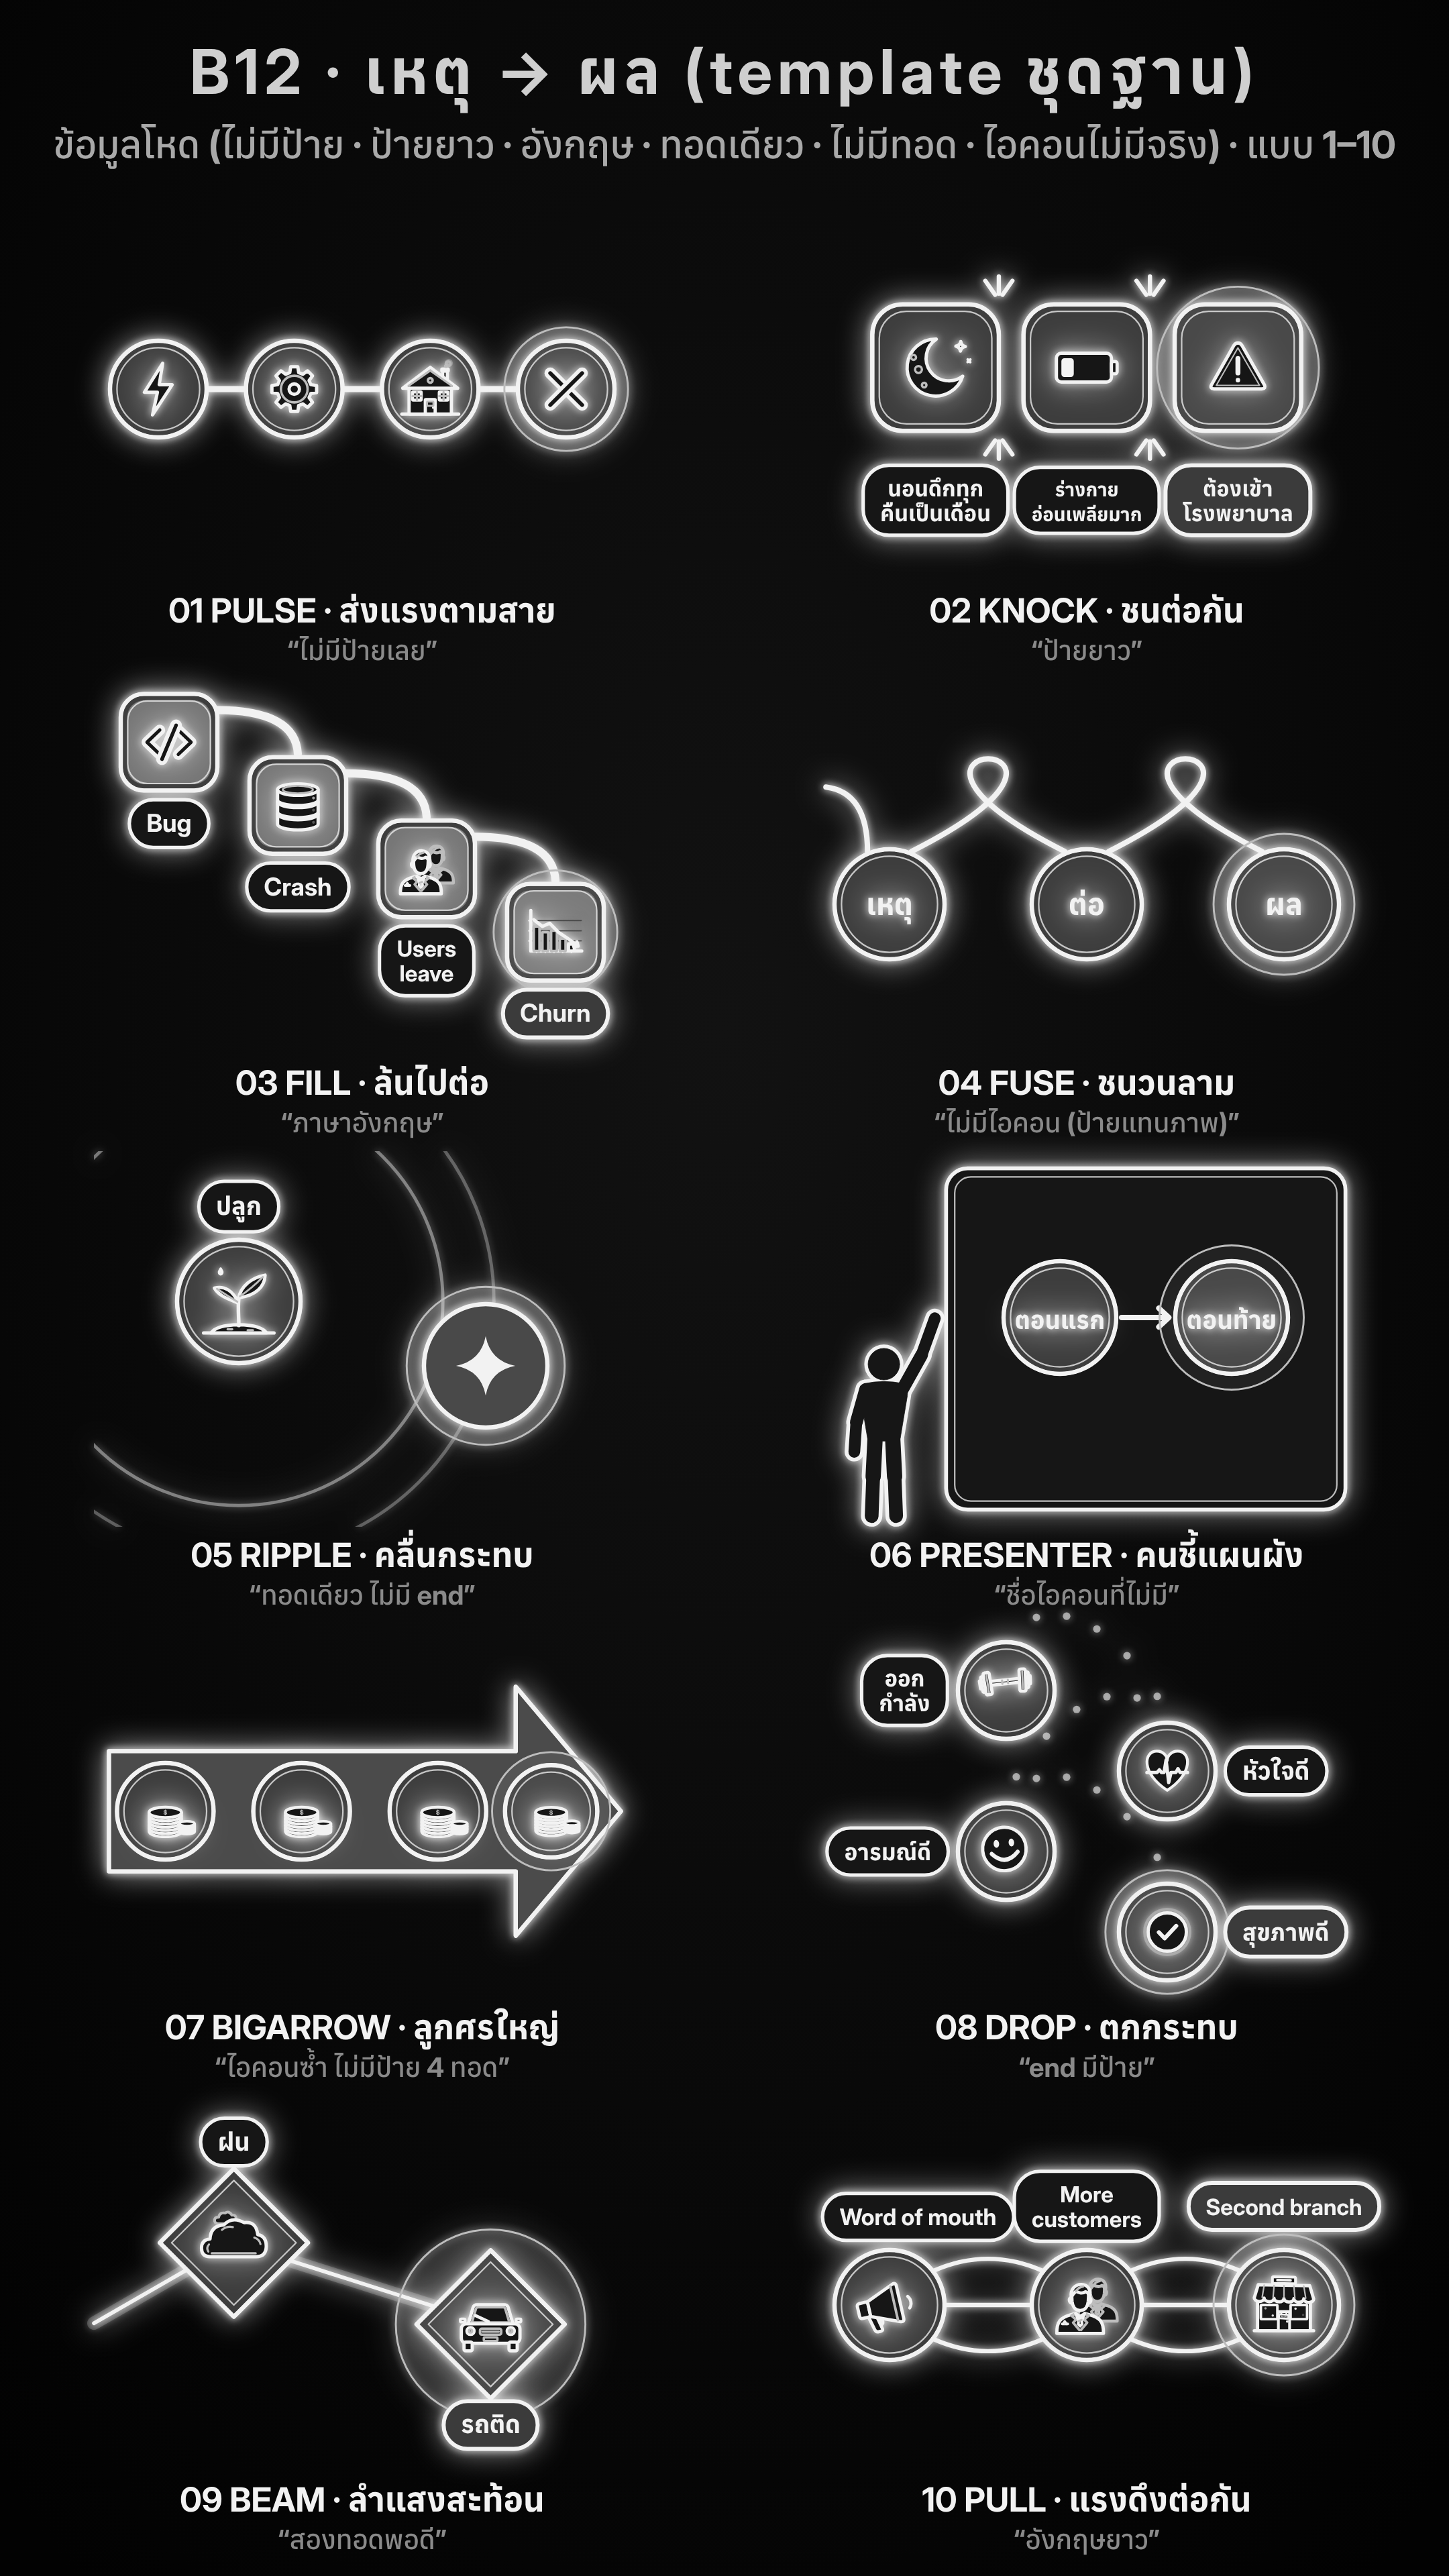 B12 · เหตุ → ผล (template ชุดฐาน)
ข้อมูลโหด (ไม่มีป้าย · ป้ายยาว · อังกฤษ · ทอดเดียว · ไม่มีทอด · ไอคอนไม่มีจริง) · แบบ 1–10
นอนดึกทุก
คืนเป็นเดือน
ร่างกาย
อ่อนเพลียมาก
ต้องเข้า
โรงพยาบาล
01 PULSE · ส่งแรงตามสาย
“ไม่มีป้ายเลย”
02 KNOCK · ชนต่อกัน
“ป้ายยาว”
Bug
Crash
Users
leave
Churn
เหตุ
ต่อ
ผล
03 FILL · ล้นไปต่อ
“ภาษาอังกฤษ”
04 FUSE · ชนวนลาม
“ไม่มีไอคอน (ป้ายแทนภาพ)”
ปลูก
ตอนแรก
ตอนท้าย
05 RIPPLE · คลื่นกระทบ
“ทอดเดียว ไม่มี end”
06 PRESENTER · คนชี้แผนผัง
“ชื่อไอคอนที่ไม่มี”
ออก
กำลัง
หัวใจดี
อารมณ์ดี
สุขภาพดี
07 BIGARROW · ลูกศรใหญ่
“ไอคอนซ้ำ ไม่มีป้าย 4 ทอด”
08 DROP · ตกกระทบ
“end มีป้าย”
ฝน
รถติด
Word of mouth
More
customers
Second branch
09 BEAM · ลำแสงสะท้อน
“สองทอดพอดี”
10 PULL · แรงดึงต่อกัน
“อังกฤษยาว”